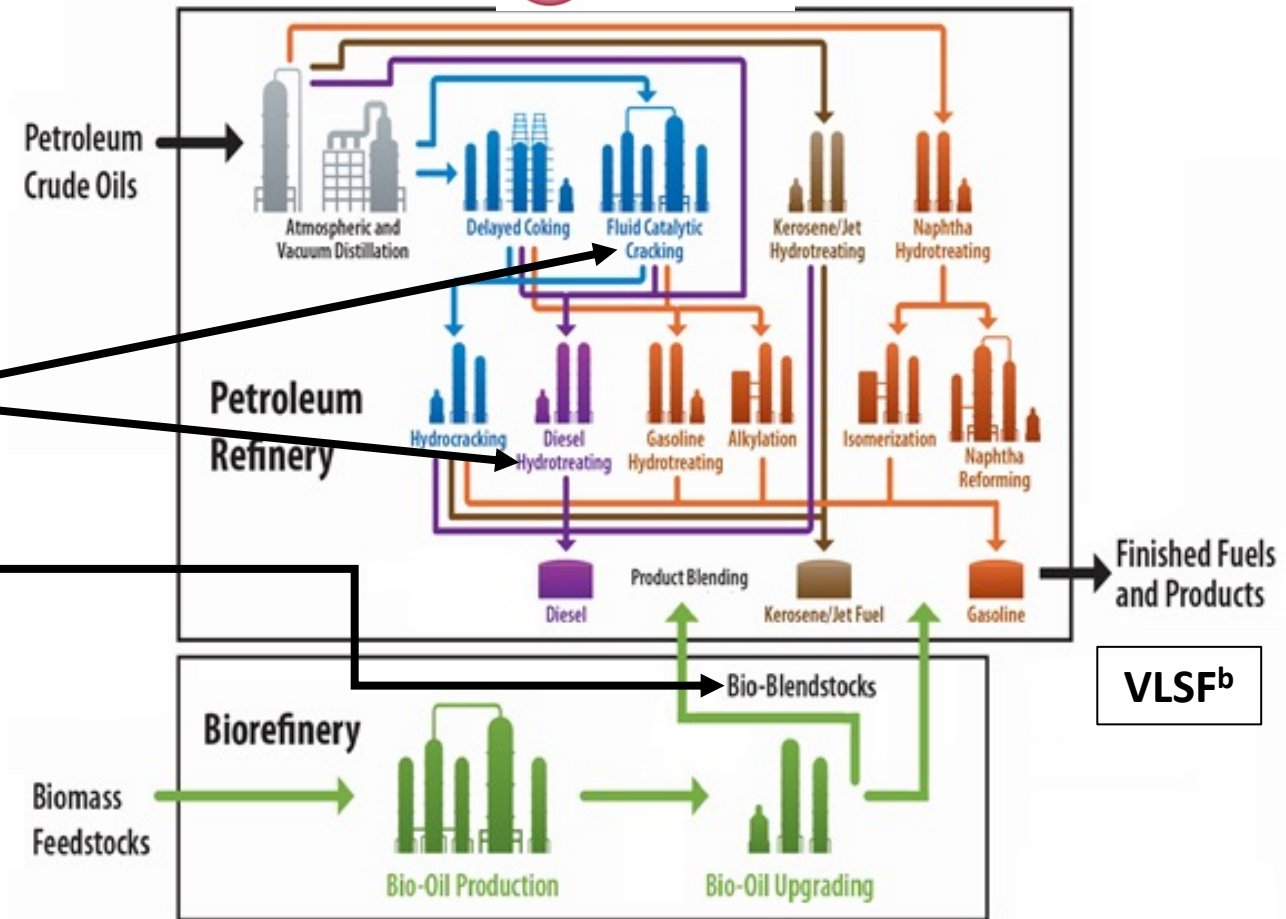 Petroleum
Crude Oils
Atmospheric and
Vacuum Distillation
Delayed Coking
Fluid Catalytic
Cracking
Kerosene/Jet
Hydrotreating
Naphtha
Hydrotreating
Petroleum
Refinery
Hydrocracking
Diesel
Hydrotreating
Gasoline
Hydrotreating
Alkylation
Isomerization
Naphtha
Reforming
Diesel
Product Blending
Kerosene/Jet Fuel
Gasoline
Finished Fuels
and Products
VLSFᵇ
Bio-Blendstocks
Biorefinery
Biomass
Feedstocks
Bio-Oil Production
Bio-Oil Upgrading